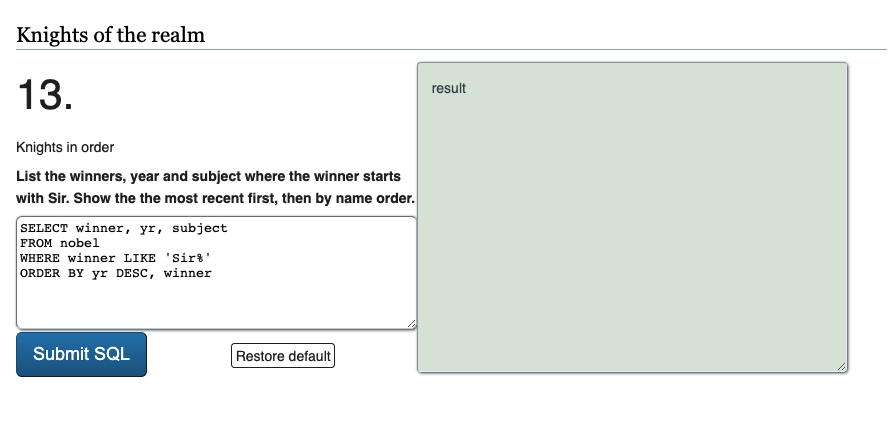 Knights of the realm
13.
Knights in order
List the winners, year and subject where the winner starts
with Sir. Show the the most recent first, then by name order.
SELECT winner, yr, subject
FROM nobel
WHERE winner LIKE 'Sir%'
ORDER BY yr DESC, winner
Submit SQL
Restore default
result